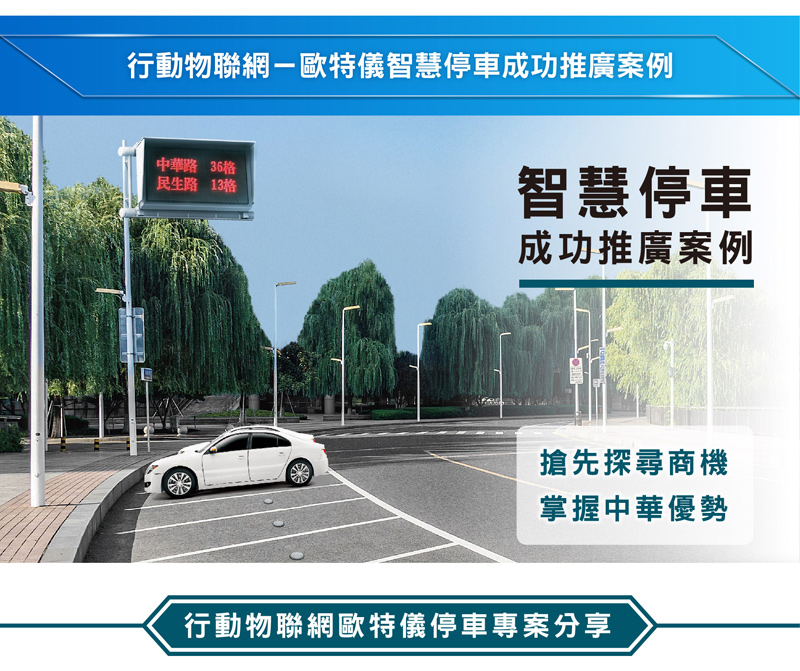 行動物聯網－歐特儀智慧停車成功推廣案例
中華路 36格
民生路 13格
智慧停車
成功推廣案例
搶先探尋商機
掌握中華優勢
行動物聯網歐特儀停車專案分享